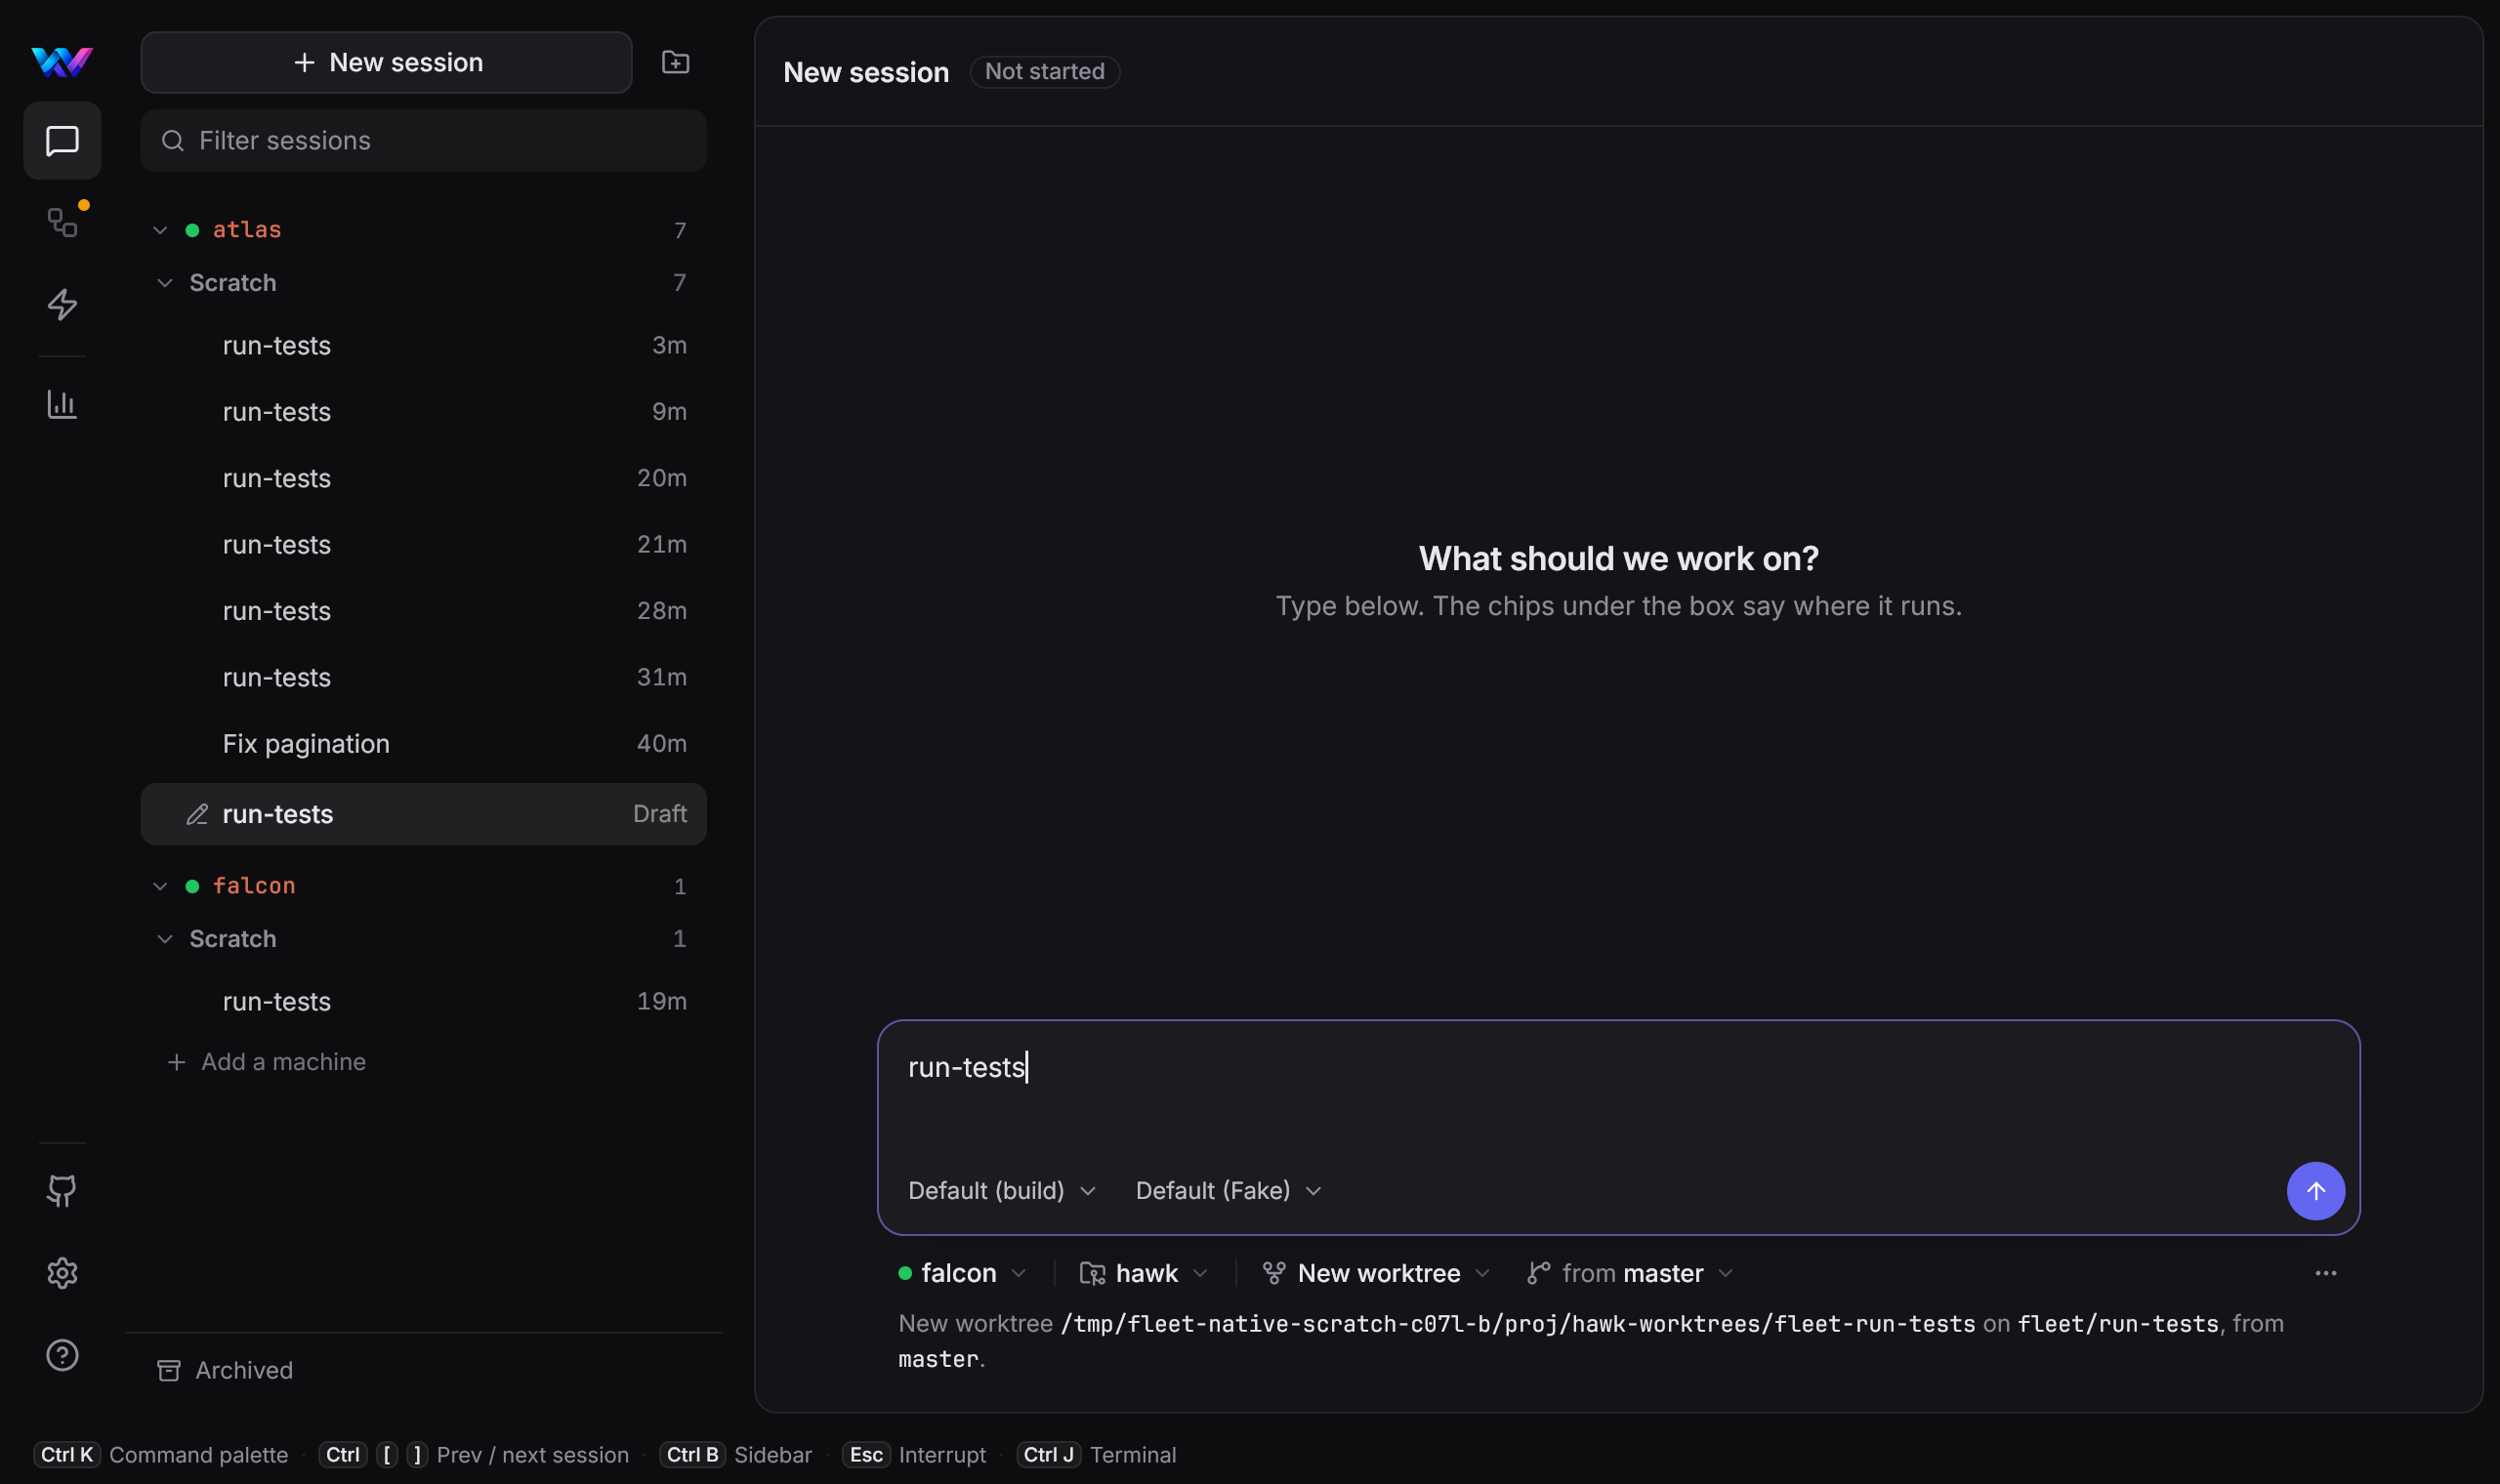 New session
Filter sessions
atlas 7
Scratch 7
run-tests 3m
run-tests 9m
run-tests 20m
run-tests 21m
run-tests 28m
run-tests 31m
Fix pagination 40m
run-tests Draft
falcon 1
Scratch 1
run-tests 19m
Add a machine
Archived
New session Not started
What should we work on?
Type below. The chips under the box say where it runs.
run-tests
Default (build) Default (Fake)
falcon hawk New worktree from master
New worktree /tmp/fleet-native-scratch-c07l-b/proj/hawk-worktrees/fleet-run-tests on fleet/run-tests, from
master.
Ctrl K Command palette · Ctrl [ ] Prev / next session · Ctrl B Sidebar · Esc Interrupt · Ctrl J Terminal